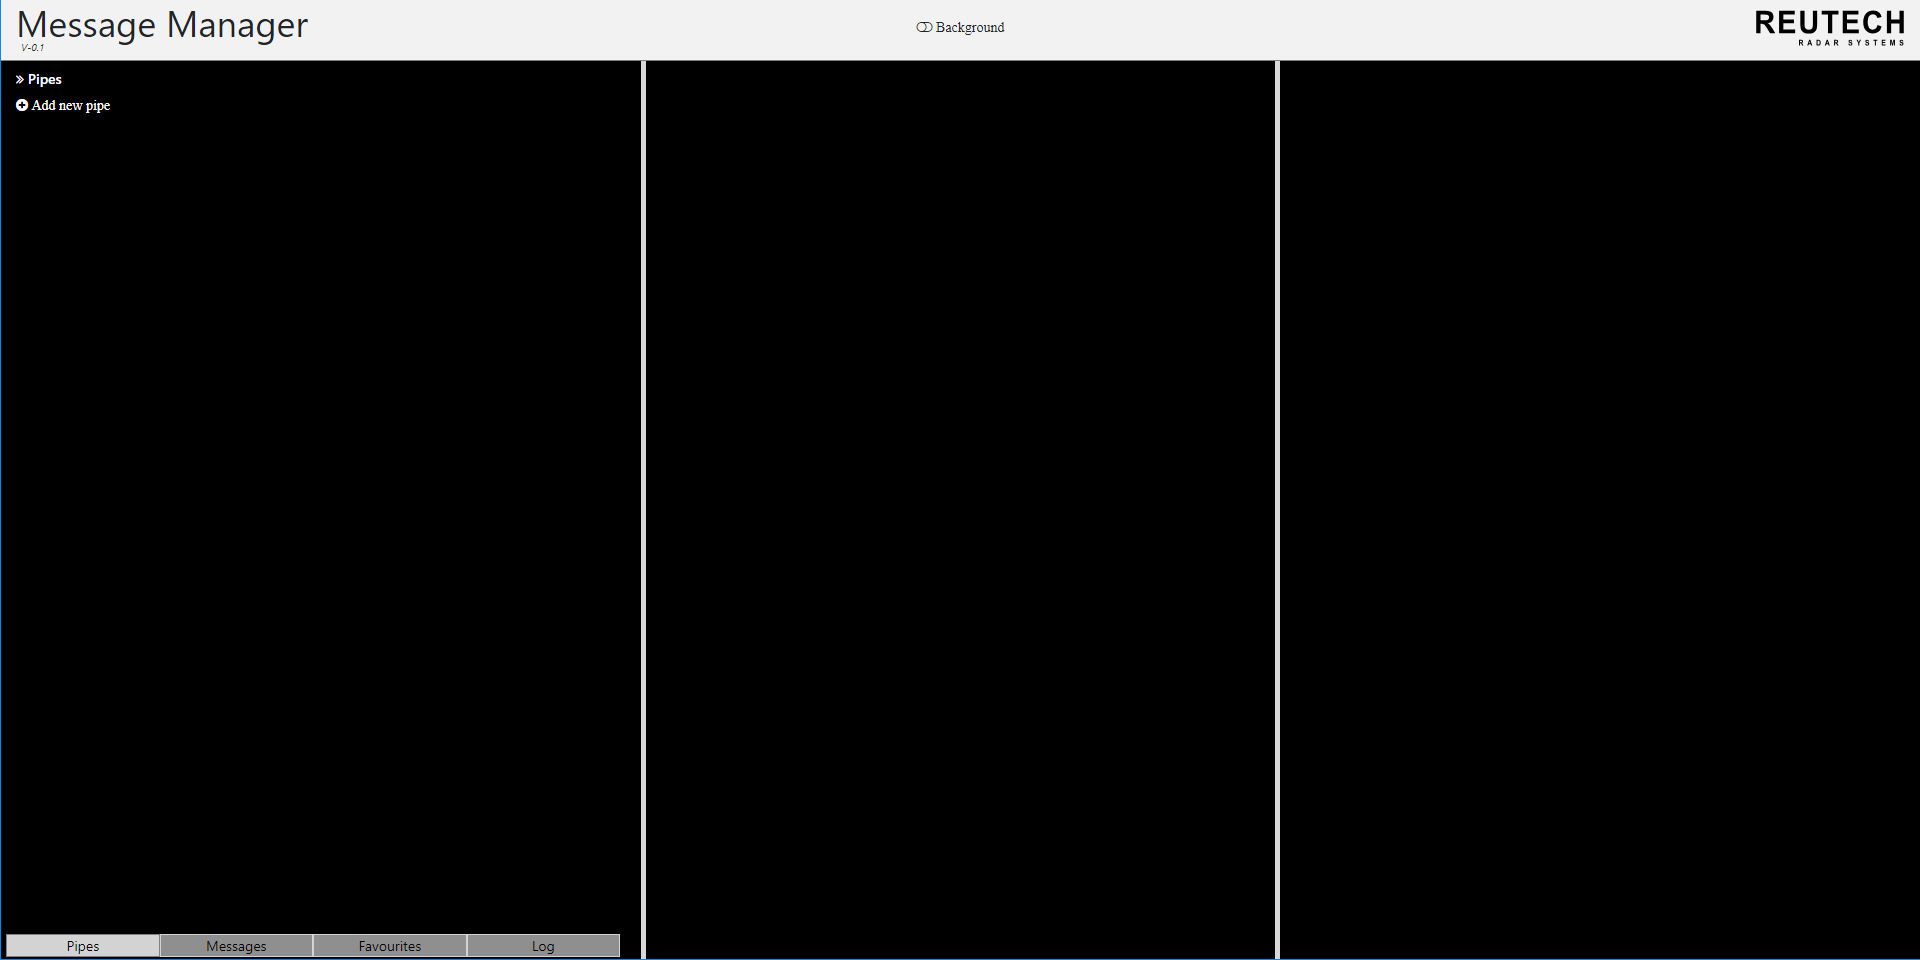 Message Manager
V-0.1
Background
REUTECH
RADAR SYSTEMS
Pipes
Add new pipe
Pipes
Messages
Favourites
Log